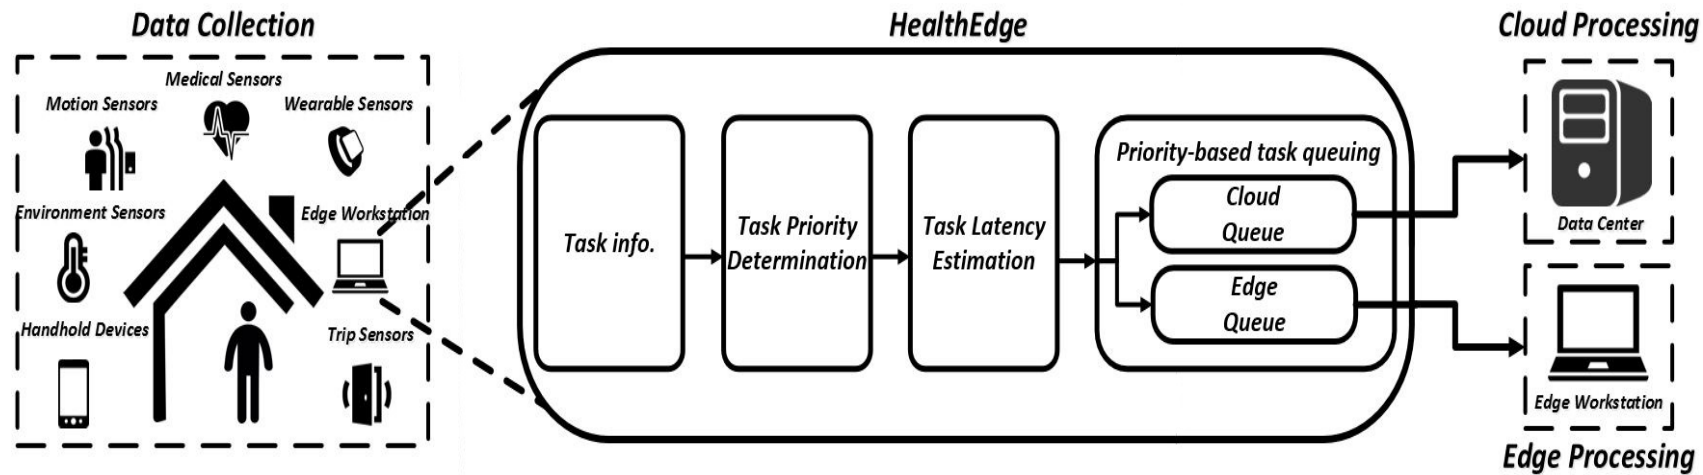 Data Collection
Medical Sensors
Motion Sensors
Wearable Sensors
Environment Sensors
Edge Workstation
Handhold Devices
Trip Sensors
HealthEdge
Task info.
Task Priority
Determination
Task Latency
Estimation
Priority-based task queuing
Cloud
Queue
Edge
Queue
Cloud Processing
Data Center
Edge Workstation
Edge Processing